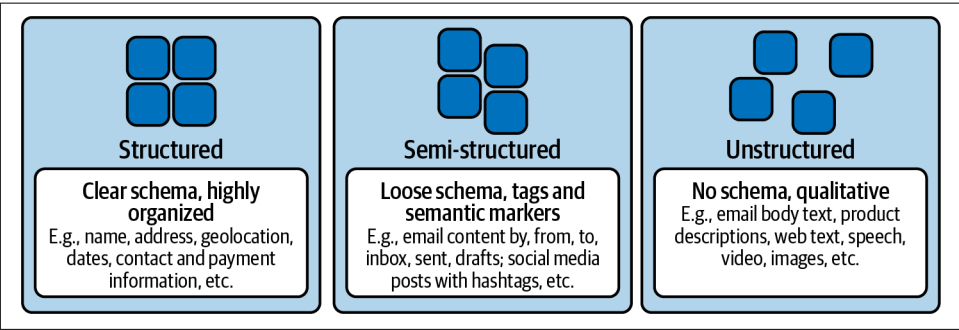 Structured
Clear schema, highly
organized
E.g., name, address, geolocation,
dates, contact and payment
information, etc.
Semi-structured
Loose schema, tags and
semantic markers
E.g., email content by, from, to,
inbox, sent, drafts; social media
posts with hashtags, etc.
Unstructured
No schema, qualitative
E.g., email body text, product
descriptions, web text, speech,
video, images, etc.